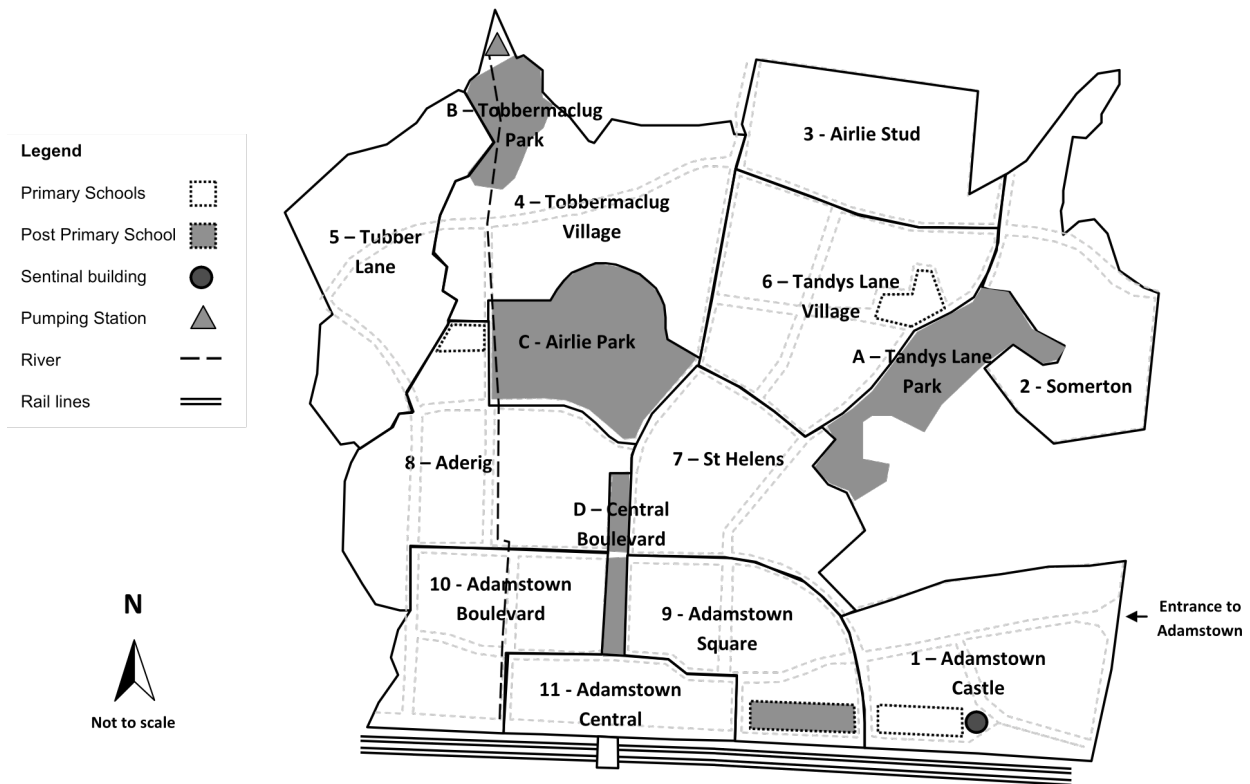 Legend
Primary Schools
Post Primary School
Sentinal building
Pumping Station
River
Rail lines
B – Tobbermaclug
Park
3 - Airlie Stud
4 – Tobbermaclug
Village
5 – Tubber
Lane
6 – Tandys Lane
Village
C - Airlie Park
A – Tandys Lane
Park
2 - Somerton
8 – Aderig
7 – St Helens
D – Central
Boulevard
10 - Adamstown
Boulevard
9 - Adamstown
Square
1 – Adamstown
Castle
11 - Adamstown
Central
Entrance to
Adamstown
N
Not to scale